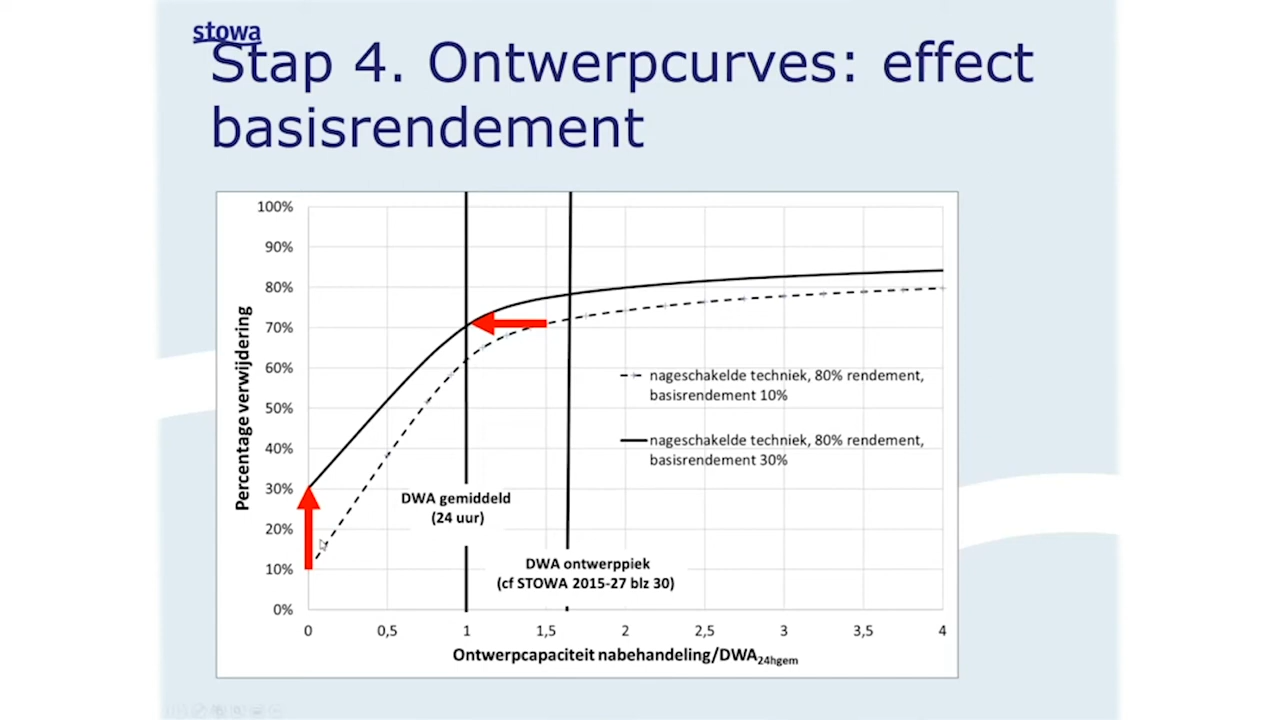 stowa
Stap 4. Ontwerpcurves: effect
basisrendement
100%
90%
80%
70%
60%
50%
40%
30%
20%
10%
0%
Percentage verwijdering
nageschakelde techniek, 80% rendement,
basisrendement 10%
nageschakelde techniek, 80% rendement,
basisrendement 30%
DWA gemiddeld
(24 uur)
DWA ontwerppiek
(cf STOWA 2015-27 blz 30)
0 0,5 1 1,5 2 2,5 3 3,5 4
Ontwerpcapaciteit nabehandeling/DWA24hgem